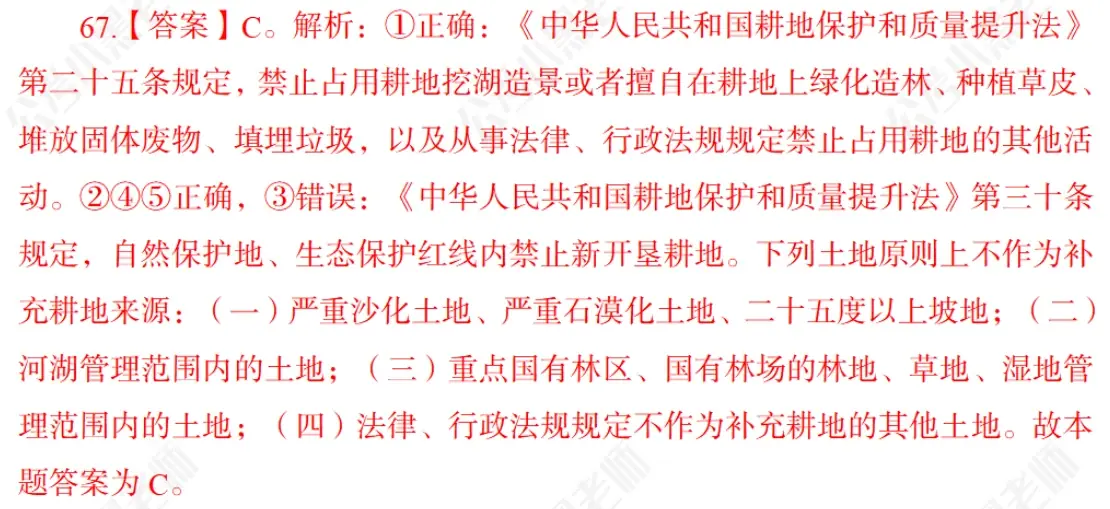 67.【答案】C。解析：①正确：《中华人民共和国耕地保护和质量提升法》
第二十五条规定，禁止占用耕地挖湖造景或者擅自在耕地上绿化造林、种植草皮、
堆放固体废物、填埋垃圾，以及从事法律、行政法规规定禁止占用耕地的其他活
动。②④⑤正确，③错误：《中华人民共和国耕地保护和质量提升法》第三十条
规定，自然保护地、生态保护红线内禁止新开垦耕地。下列土地原则上不作为补
充耕地来源：（一）严重沙化土地、严重石漠化土地、二十五度以上坡地；（二）
河湖管理范围内的土地；（三）重点国有林区、国有林场的林地、草地、湿地管
理范围内的土地；（四）法律、行政法规规定不作为补充耕地的其他土地。故本
题答案为 C。